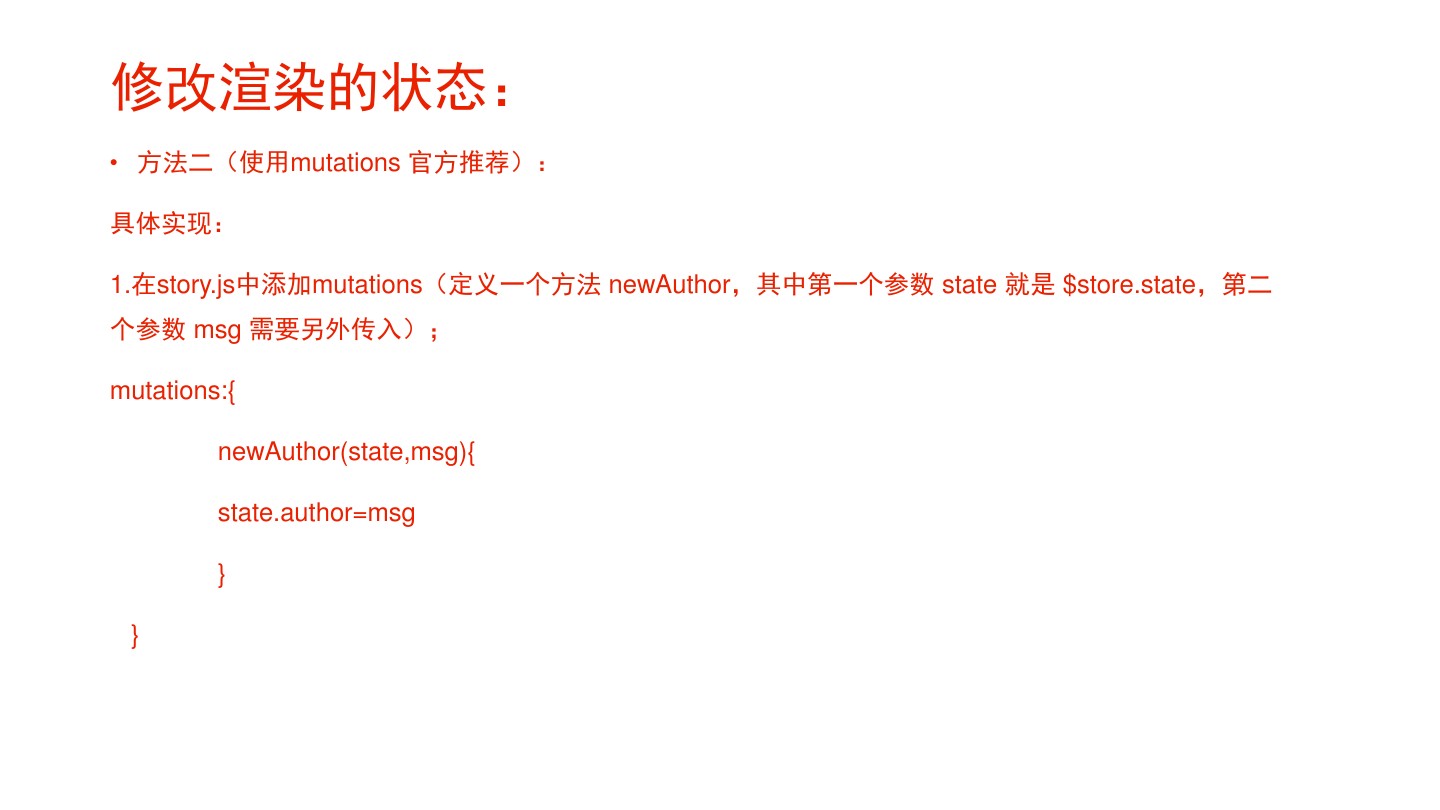 修改渲染的状态：
• 方法二（使用mutations 官方推荐）：
具体实现：
1.在story.js中添加mutations（定义一个方法 newAuthor，其中第一个参数 state 就是 $store.state，第二
个参数 msg 需要另外传入）；
mutations:{
newAuthor(state,msg){
state.author=msg
}
}